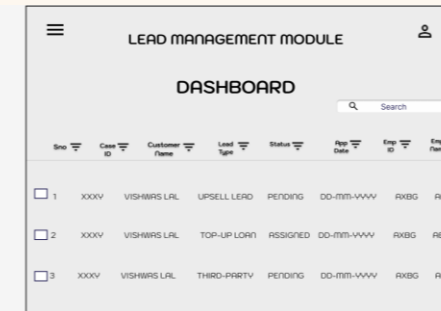 LEAD MANAGEMENT MODULE
DASHBOARD
Search
Sno Case ID Customer Name Lead Type Status App Date Emp ID
1 XXXY VISHWAS LAL UPSELL LEAD PENDING DD-MM-YYYY AXBG
2 XXXY VISHWAS LAL TOP-UP LOAN ASSIGNED DD-MM-YYYY AXBG
3 XXXY VISHWAS LAL THIRD-PARTY PENDING DD-MM-YYYY AXBG